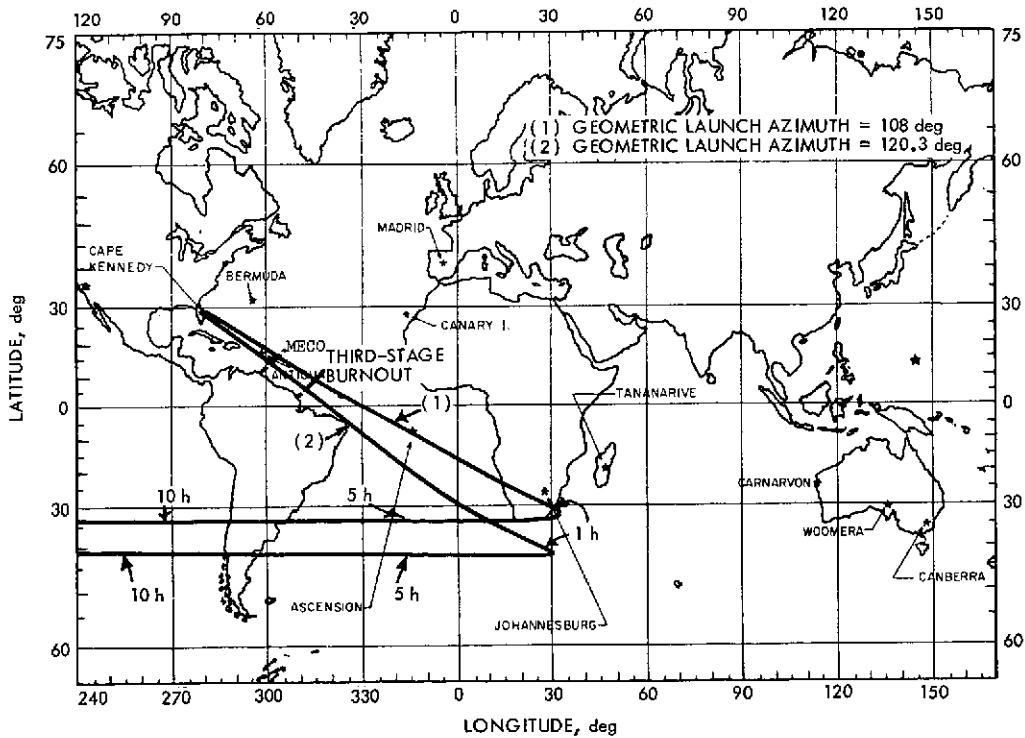 120 90 80 30 0 30 60 90 120 150
75 75
(1) GEOMETRIC LAUNCH AZIMUTH = 108 deg
(2) GEOMETRIC LAUNCH AZIMUTH = 120.3 deg
60 60
MADRID
CAPE
KENNEDY
BERMUDA
30 30
CANARY I.
MECO
THIRD-STAGE
BURNOUT
TANANARIVE
LATITUDE, deg
0 0
(1)
(2)
CARNARVON
10 h
5 h
30 30
1 h
WOOMERA
CANBERRA
10 h
5 h
ASCENSION
JOHANNESBURG
60 60
240 270 300 330 0 30 60 90 120 150
LONGITUDE, deg